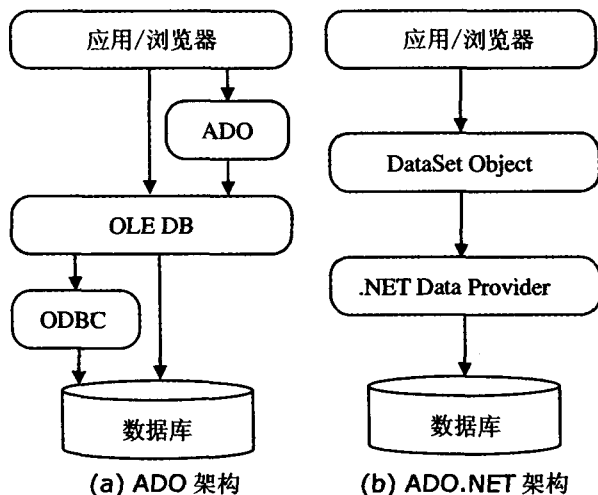 应用/浏览器
ADO
OLE DB
ODBC
数据库
(a) ADO 架构
应用/浏览器
DataSet Object
.NET Data Provider
数据库
(b) ADO.NET 架构